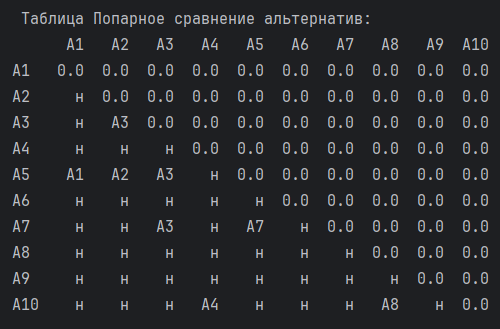 Таблица Попарное сравнение альтернатив:
A1 A2 A3 A4 A5 A6 A7 A8 A9 A10
A1 0.0 0.0 0.0 0.0 0.0 0.0 0.0 0.0 0.0 0.0
A2 н 0.0 0.0 0.0 0.0 0.0 0.0 0.0 0.0 0.0
A3 н A3 0.0 0.0 0.0 0.0 0.0 0.0 0.0 0.0
A4 н н н 0.0 0.0 0.0 0.0 0.0 0.0 0.0
A5 A1 A2 A3 н 0.0 0.0 0.0 0.0 0.0 0.0
A6 н н н н н 0.0 0.0 0.0 0.0 0.0
A7 н н A3 н A7 н 0.0 0.0 0.0 0.0
A8 н н н н н н н 0.0 0.0 0.0
A9 н н н н н н н н 0.0 0.0
A10 н н н A4 н н н A8 н 0.0